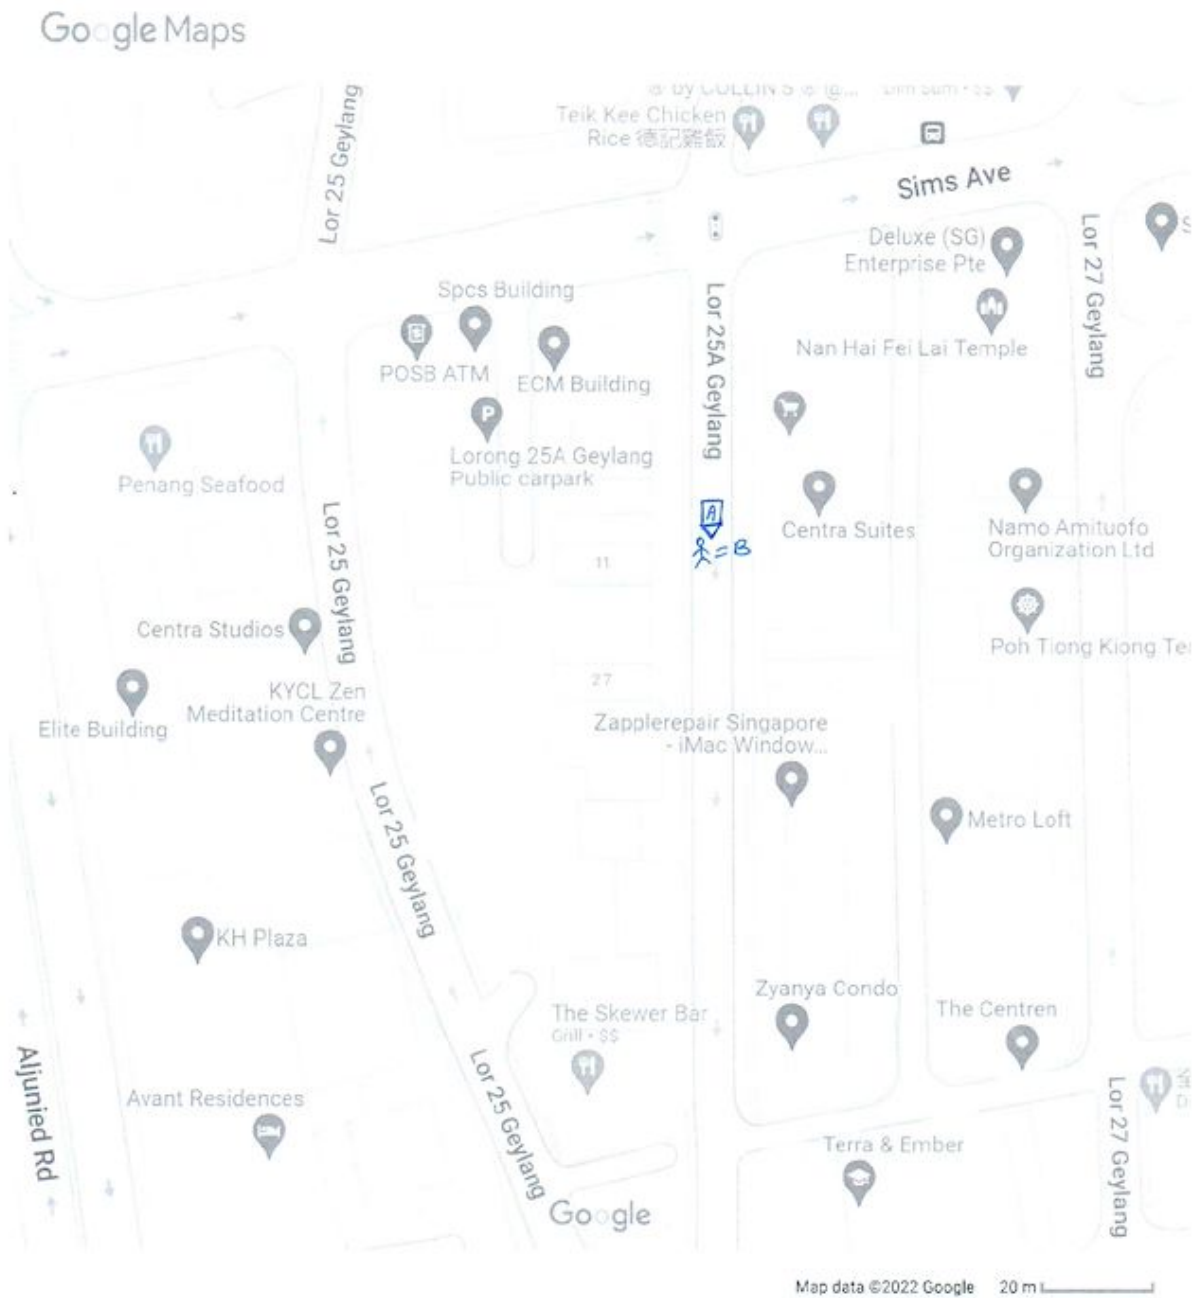 Google Maps
Lor 25 Geylang
Teik Kee Chicken
Rice 德記雞飯
Sims Ave
Deluxe (SG)
Enterprise Pte
Lor 27 Geylang
Spcs Building
Lor 25A Geylang
Nan Hai Fei Lai Temple
POSB ATM
ECM Building
P
Lorong 25A Geylang
Public carpark
Penang Seafood
A
= B
Centra Suites
Namo Amituofo
Organization Ltd
Lor 25 Geylang
11
Centra Studios
Poh Tiong Kiong Te
27
KYCL Zen
Meditation Centre
Elite Building
Zapplerepair Singapore
- iMac Window...
Lor 25 Geylang
Metro Loft
KH Plaza
Zyanya Condo
The Centren
The Skewer Bar
Grill • $$
Aljunied Rd
Lor 25 Geylang
Avant Residences
Lor 27 Geylang
Terra & Ember
Google
Map data ©2022 Google 20 m